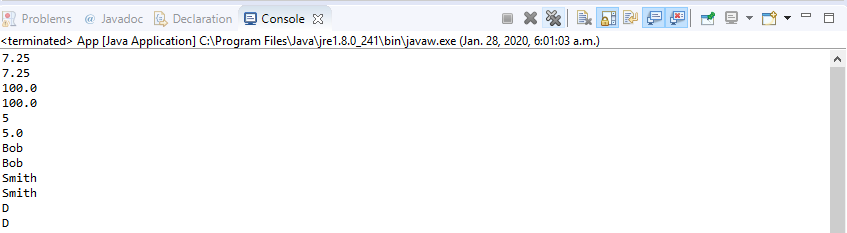 Problems @ Javadoc Declaration Console
<terminated> App [Java Application] C:\Program Files\Java\jre1.8.0_241\bin\javaw.exe (Jan. 28, 2020, 6:01:03 a.m.)
7.25
7.25
100.0
100.0
5
5.0
Bob
Bob
Smith
Smith
D
D